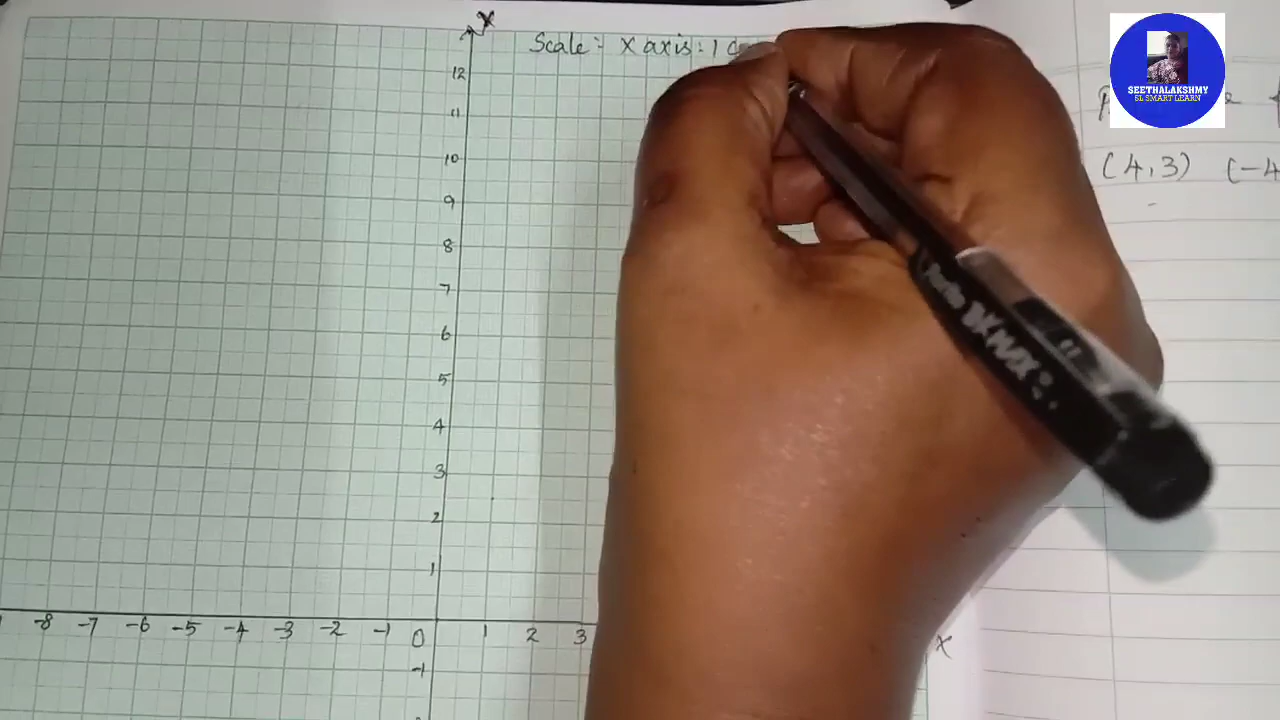 x
Scale:- x axis: 1 c
12
11
10
9
8
7
6
5
4
3
2
1
-8 -7 -6 -5 -4 -3 -2 -1 0 1 2 3
x
-1
(4,3) (-4
SEETHALAKSHMY
SL SMART LEARN